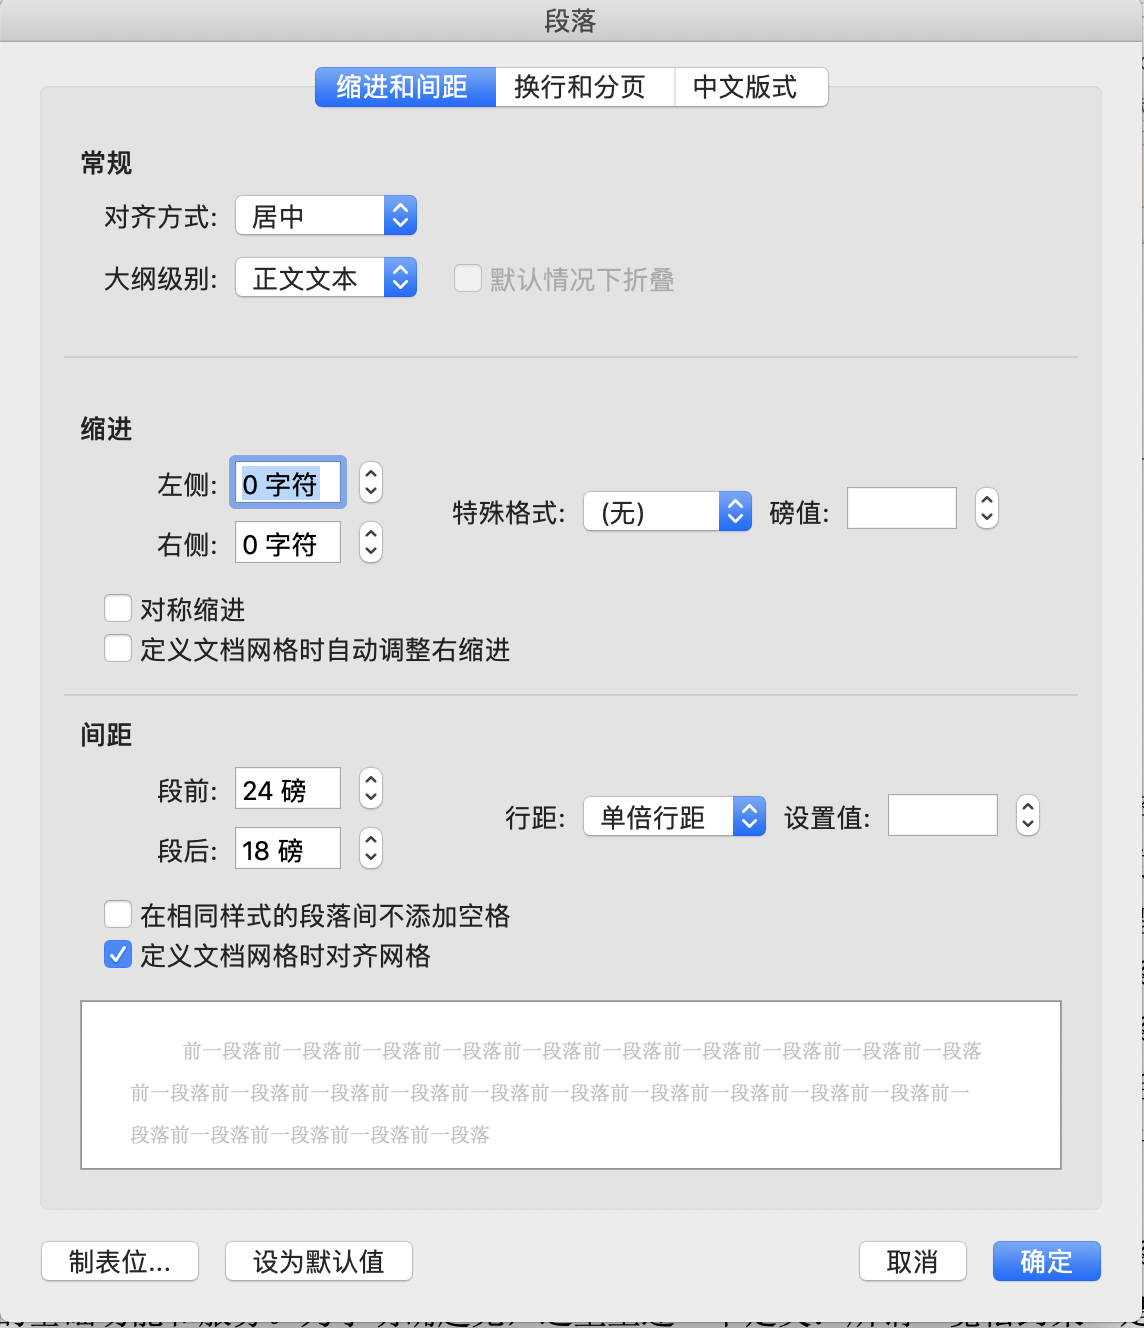 段落
缩进和间距 换行和分页 中文版式
常规
对齐方式: 居中
大纲级别: 正文文本 默认情况下折叠
缩进
左侧: 0 字符
特殊格式: (无) 磅值:
右侧: 0 字符
对称缩进
定义文档网格时自动调整右缩进
间距
段前: 24 磅
行距: 单倍行距 设置值:
段后: 18 磅
在相同样式的段落间不添加空格
定义文档网格时对齐网格
前一段落前一段落前一段落前一段落前一段落前一段落前一段落前一段落前一段落前一段落
前一段落前一段落前一段落前一段落前一段落前一段落前一段落前一段落前一段落前一段落前一
段落前一段落前一段落前一段落前一段落
制表位... 设为默认值 取消 确定